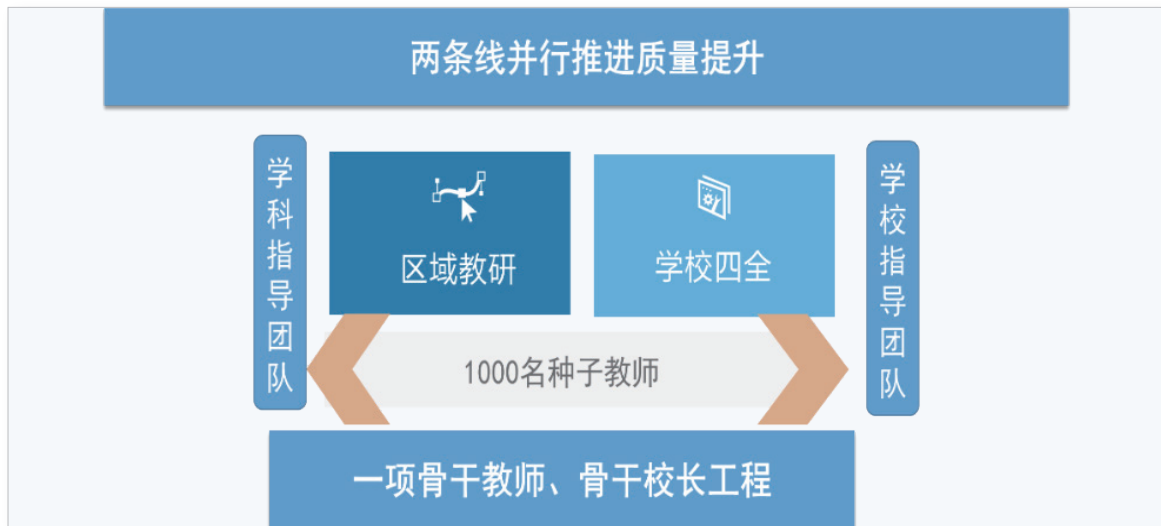 两条线并行推进质量提升
学科指导团队
区域教研
学校四全
学校指导团队
1000名种子教师
一项骨干教师、骨干校长工程